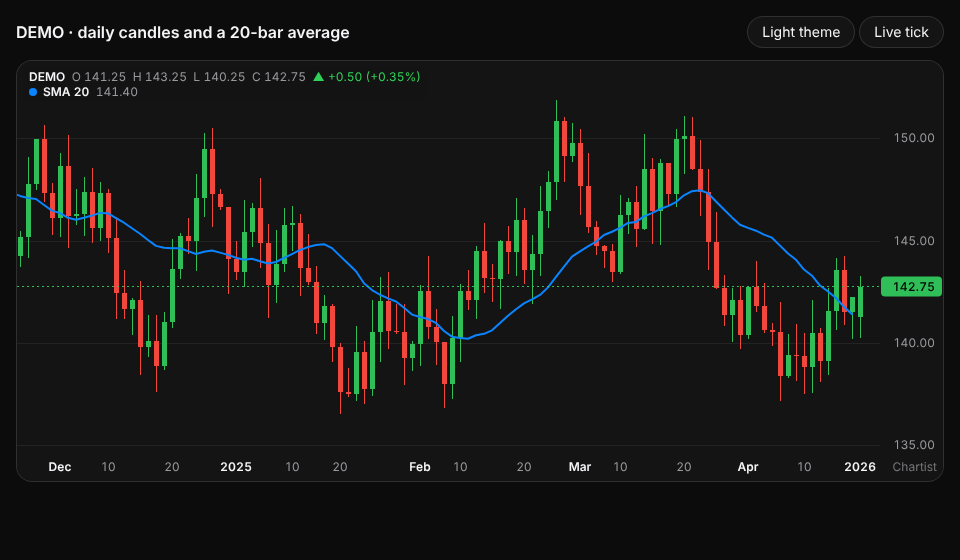 DEMO · daily candles and a 20-bar average
Light theme
Live tick
DEMO O 141.25 H 143.25 L 140.25 C 142.75 ▲ +0.50 (+0.35%)
SMA 20 141.40
150.00
145.00
142.75
140.00
135.00
Dec 10 20 2025 10 20 Feb 10 20 Mar 10 20 Apr 10 2026 Chartist